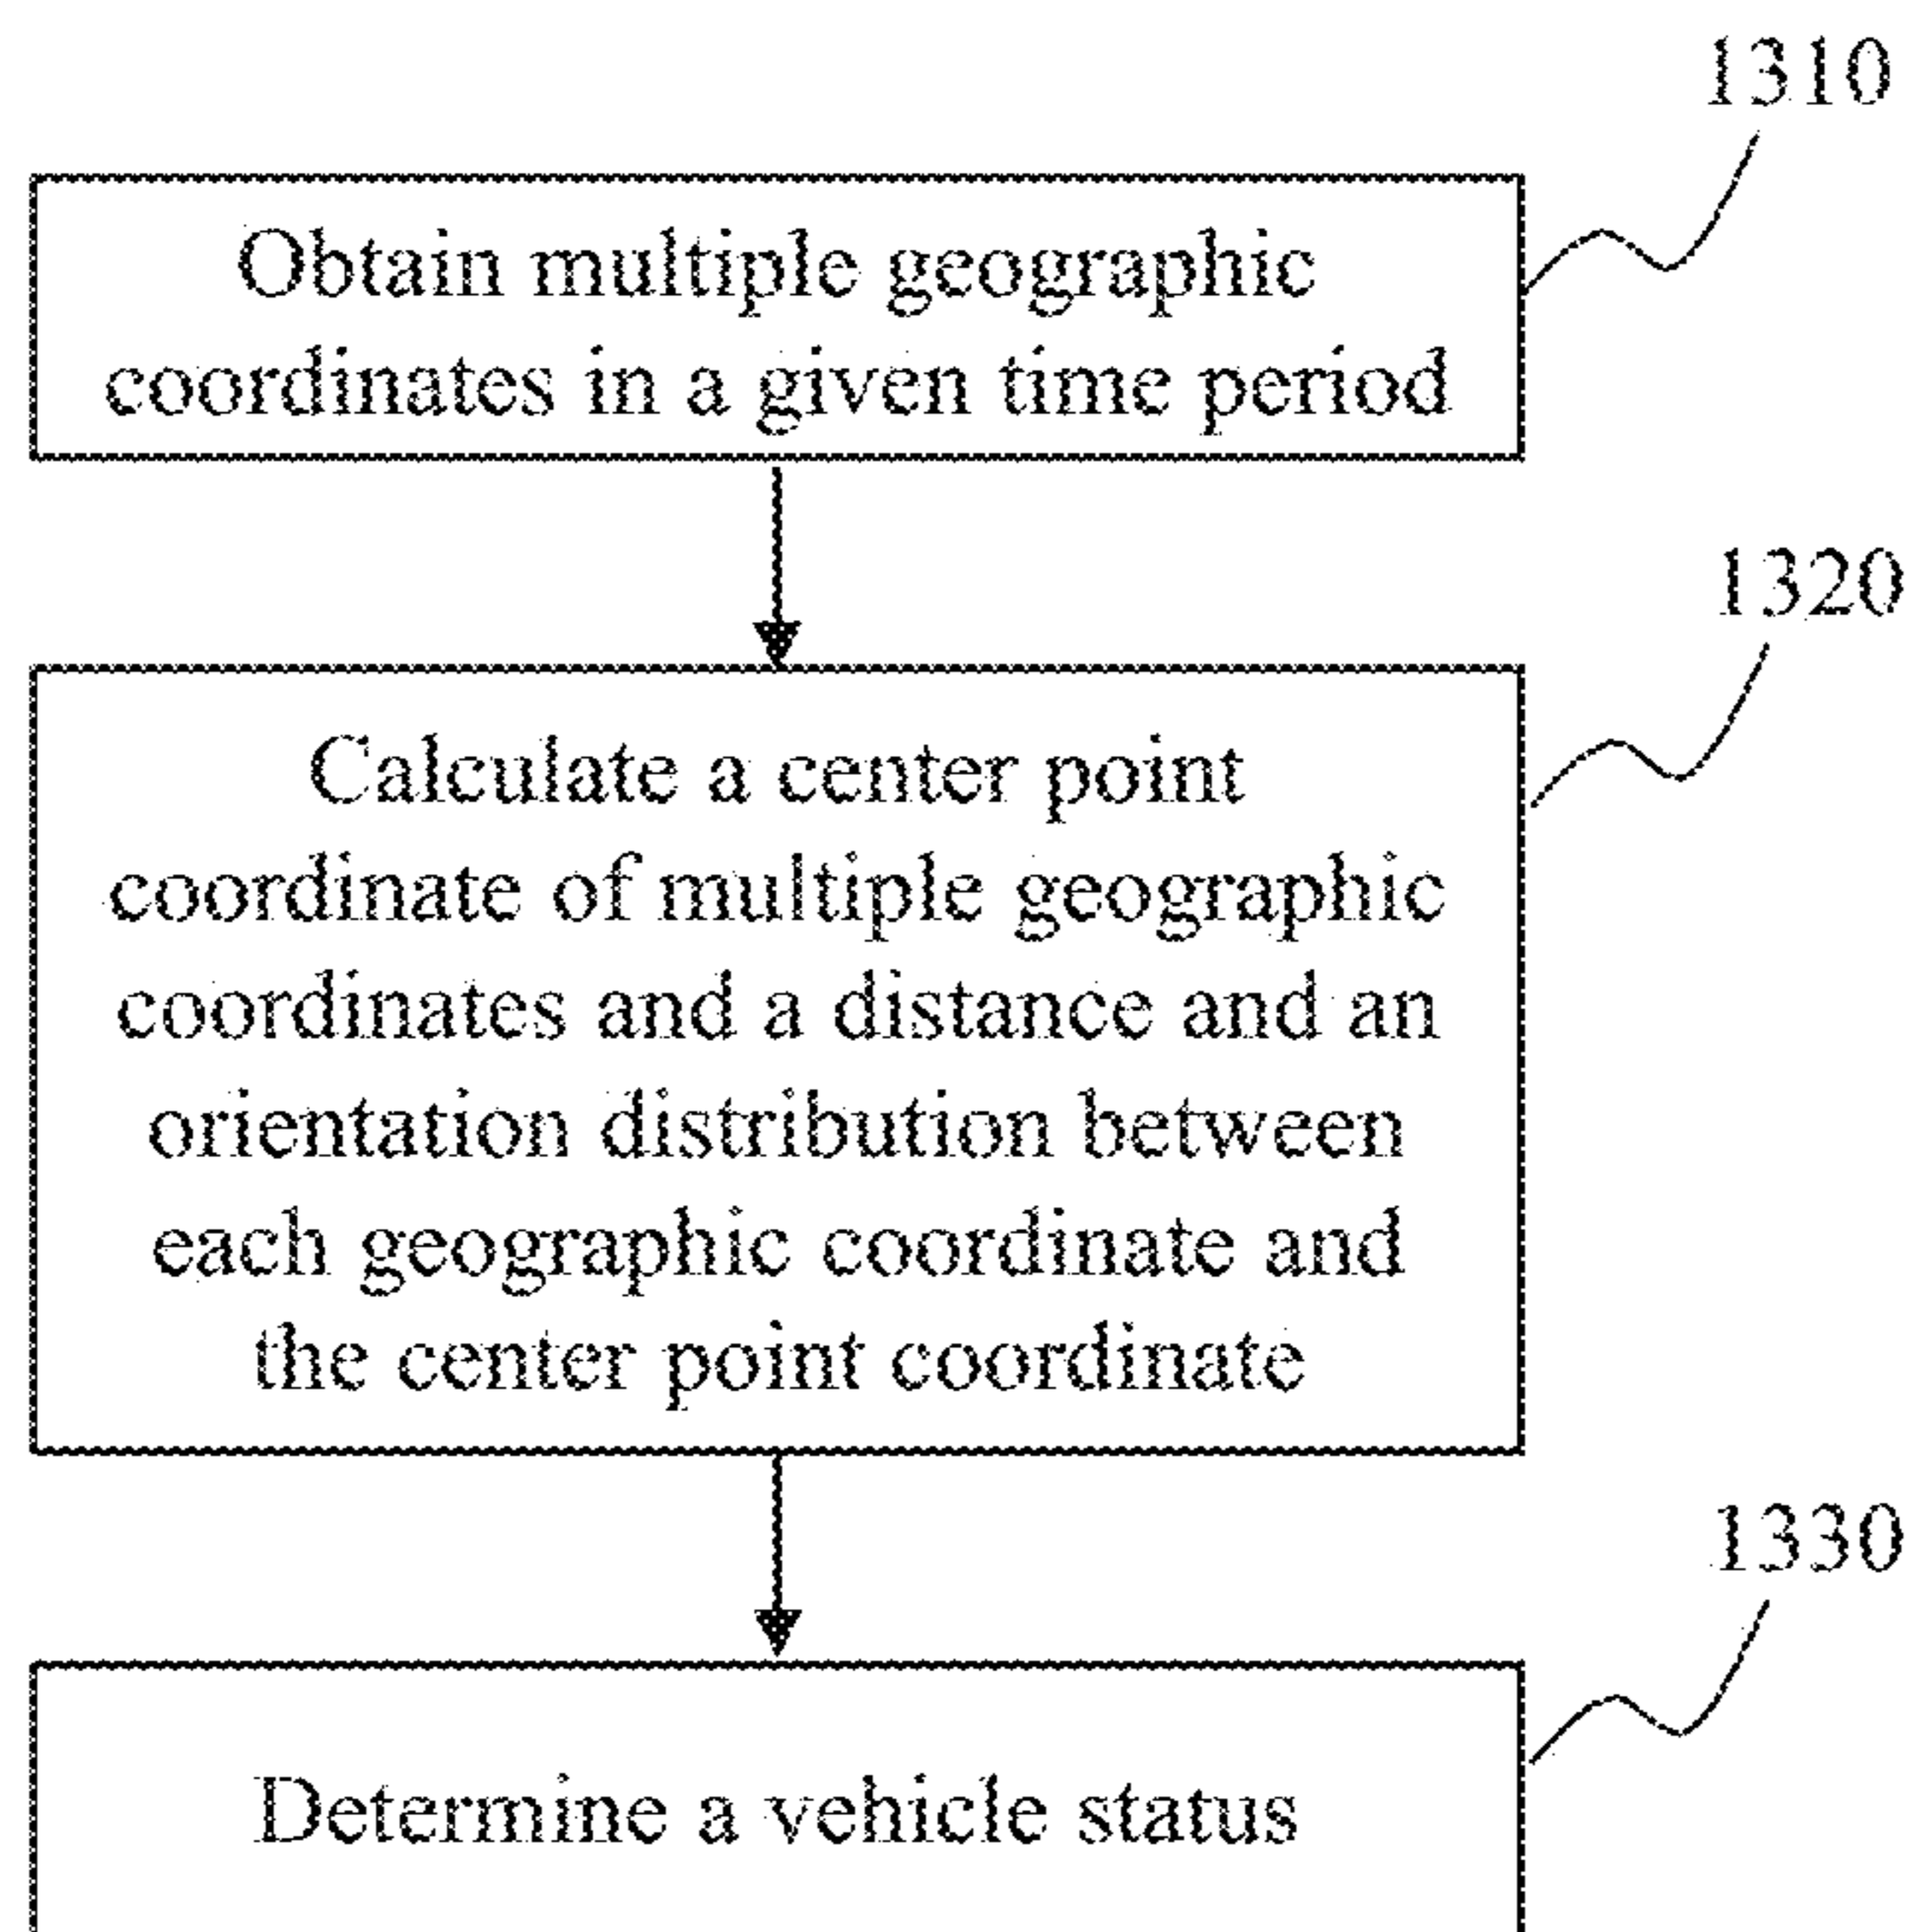 1310
Obtain multiple geographic
coordinates in a given time period
1320
Calculate a center point
coordinate of multiple geographic
coordinates and a distance and an
orientation distribution between
each geographic coordinate and
the center point coordinate
1330
Determine a vehicle status